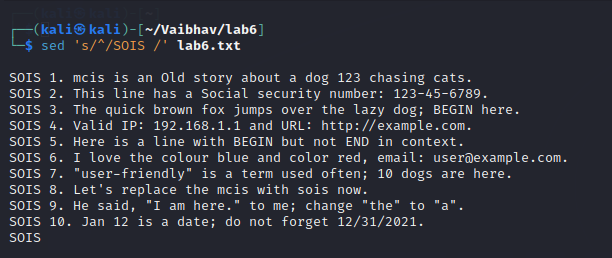 ┌──(kali㉿kali)-[~/Vaibhav/lab6]
└─$ sed 's/^/SOIS /' lab6.txt
SOIS 1. mcis is an Old story about a dog 123 chasing cats.
SOIS 2. This line has a Social security number: 123-45-6789.
SOIS 3. The quick brown fox jumps over the lazy dog; BEGIN here.
SOIS 4. Valid IP: 192.168.1.1 and URL: http://example.com.
SOIS 5. Here is a line with BEGIN but not END in context.
SOIS 6. I love the colour blue and color red, email: user@example.com.
SOIS 7. "user-friendly" is a term used often; 10 dogs are here.
SOIS 8. Let's replace the mcis with sois now.
SOIS 9. He said, "I am here." to me; change "the" to "a".
SOIS 10. Jan 12 is a date; do not forget 12/31/2021.
SOIS